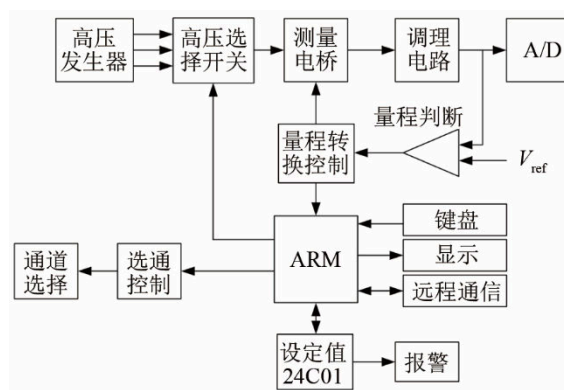 高压
发生器
高压选
择开关
测量
电桥
调理
电路
A/D
量程判断
量程转
换控制
Vref
ARM
键盘
显示
远程通信
通道
选择
选通
控制
设定值
24C01
报警